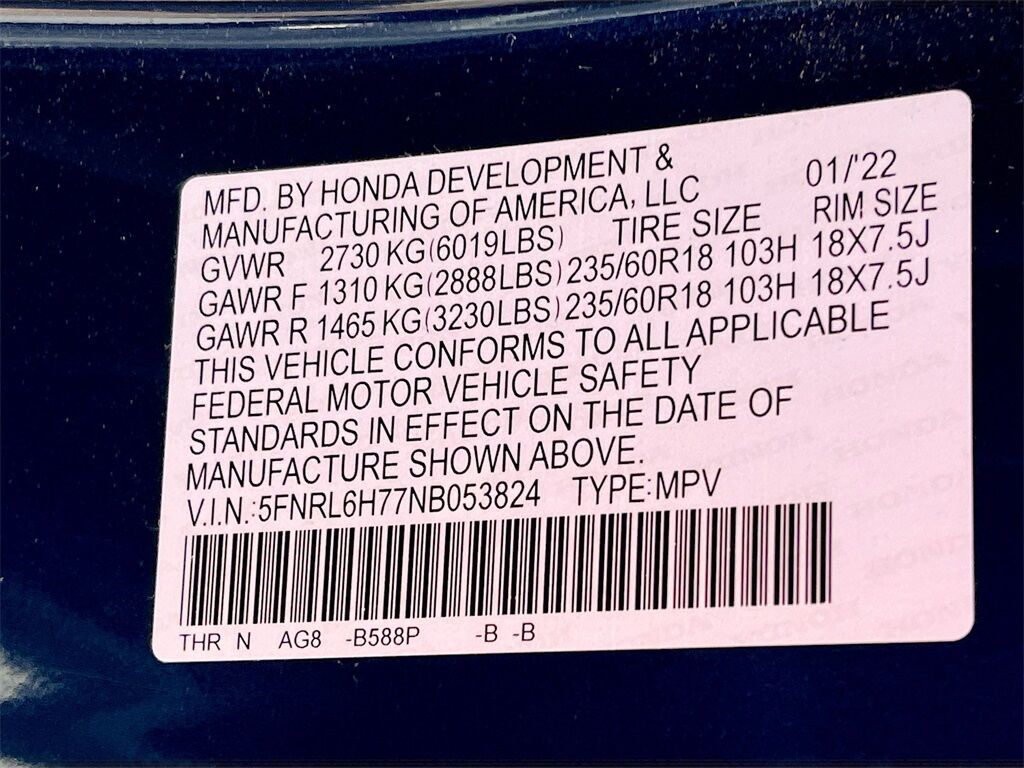 MFD. BY HONDA DEVELOPMENT & 01/'22
MANUFACTURING OF AMERICA, LLC
GVWR 2730 KG(6019LBS) TIRE SIZE RIM SIZE
GAWR F 1310 KG(2888LBS) 235/60R18 103H 18X7.5J
GAWR R 1465 KG(3230LBS) 235/60R18 103H 18X7.5J
THIS VEHICLE CONFORMS TO ALL APPLICABLE
FEDERAL MOTOR VEHICLE SAFETY
STANDARDS IN EFFECT ON THE DATE OF
MANUFACTURE SHOWN ABOVE.
V.I.N.:5FNRL6H77NB053824 TYPE:MPV
THR N AG8 -B588P -B -B